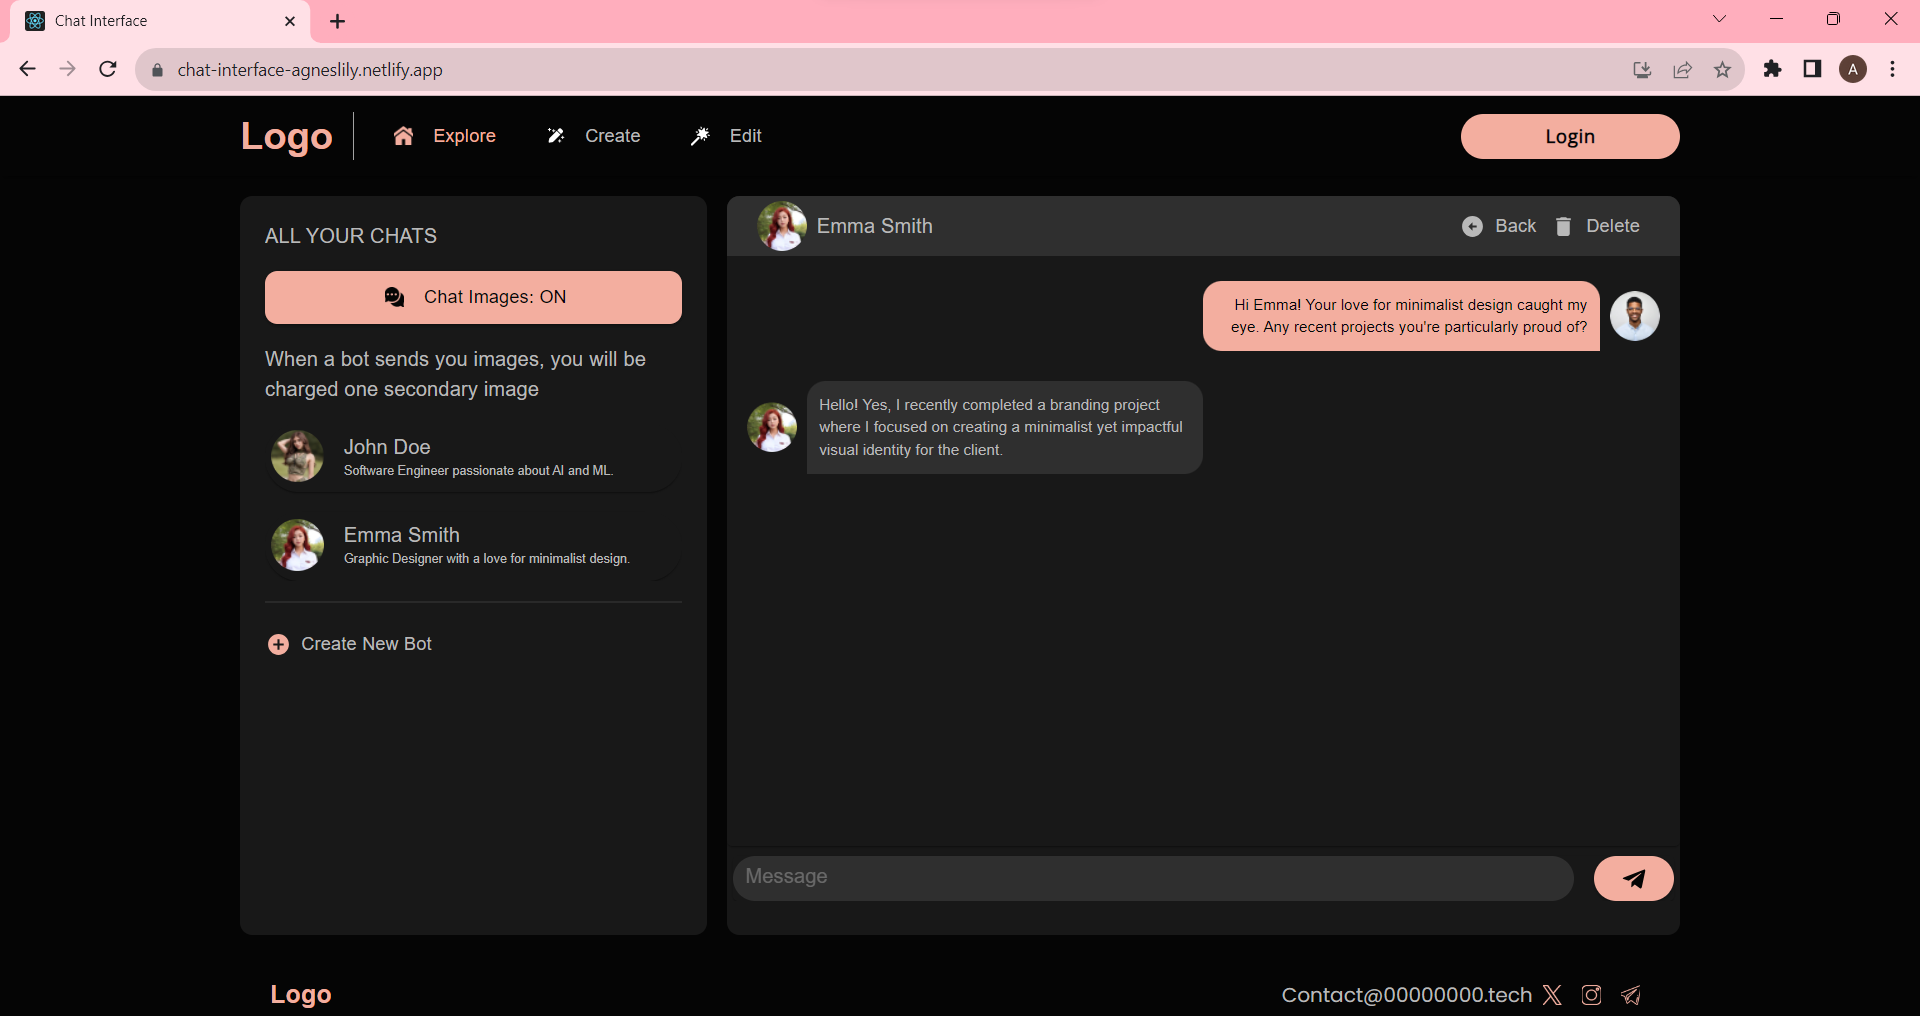 Chat Interface
chat-interface-agneslily.netlify.app
A
Logo
Explore
Create
Edit
Login
ALL YOUR CHATS
Chat Images: ON
When a bot sends you images, you will be
charged one secondary image
John Doe
Software Engineer passionate about AI and ML.
Emma Smith
Graphic Designer with a love for minimalist design.
Create New Bot
Emma Smith
Back
Delete
Hi Emma! Your love for minimalist design caught my
eye. Any recent projects you're particularly proud of?
Hello! Yes, I recently completed a branding project
where I focused on creating a minimalist yet impactful
visual identity for the client.
Message
Logo
Contact@00000000.tech